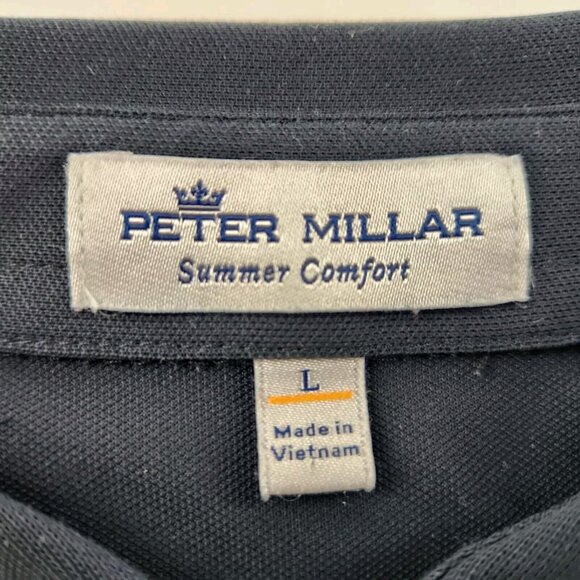 PETER MILLAR
Summer Comfort
L
Made in
Vietnam